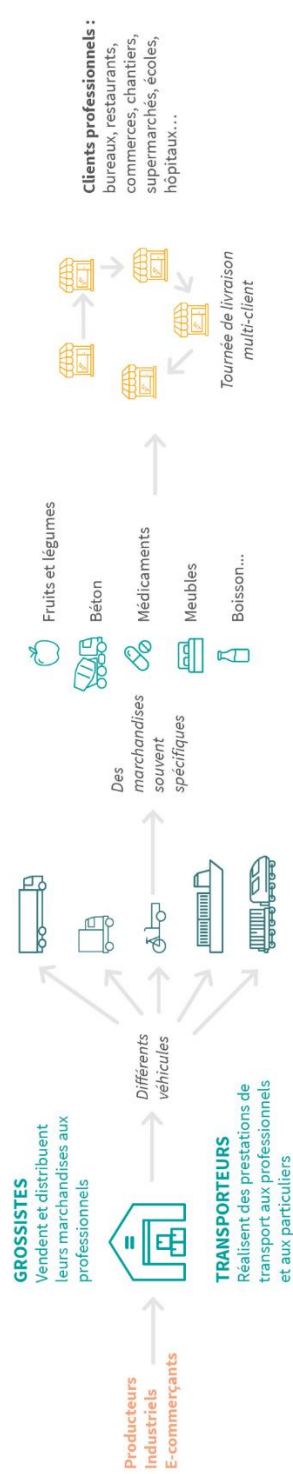 Producteurs
Industriels
E-commerçants
GROSSISTES
Vendent et distribuent
leurs marchandises aux
professionnels
TRANSPORTEURS
Réalisent des prestations de
transport aux professionnels
et aux particuliers
Différents
véhicules
Des
marchandises
souvent
spécifiques
Fruits et légumes
Béton
Médicaments
Meubles
Boisson...
Tournée de livraison
multi-client
Clients professionnels :
bureaux, restaurants,
commerces, chantiers,
supermarchés, écoles,
hôpitaux...